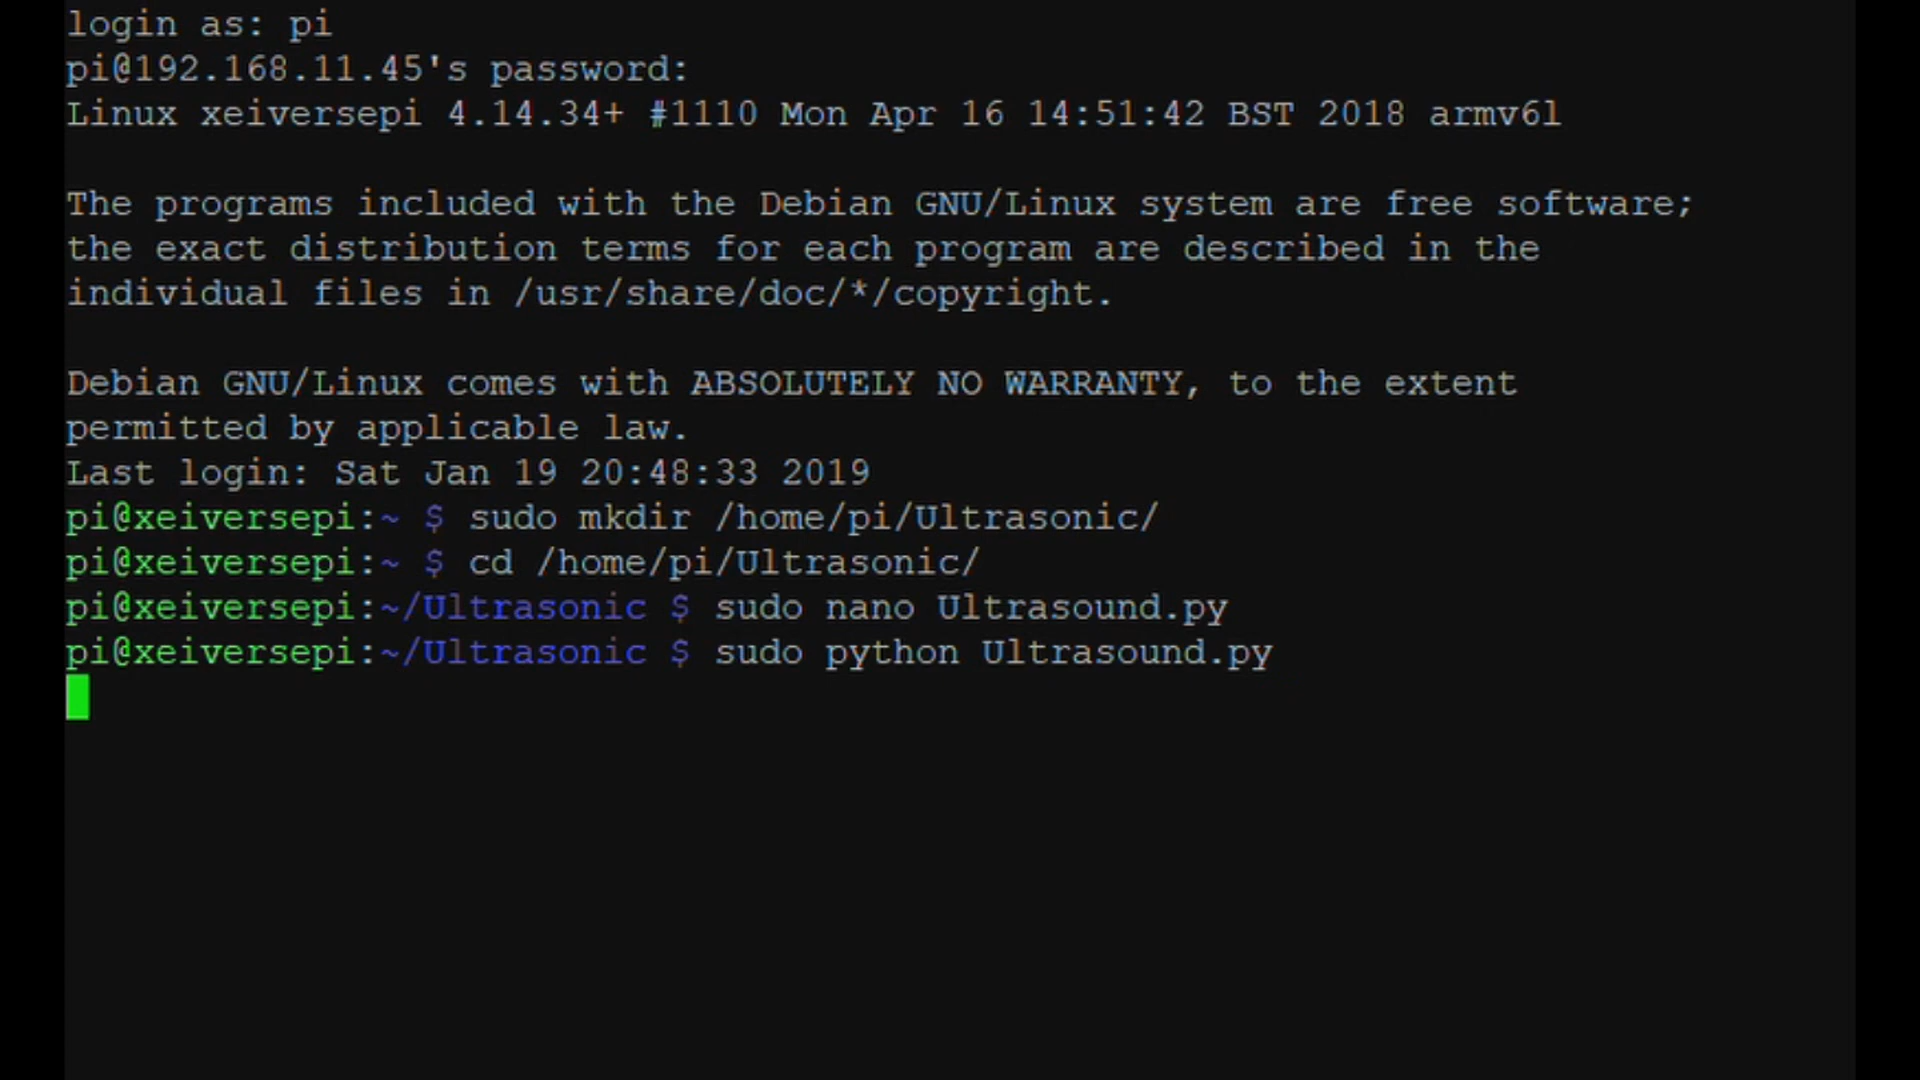 login as: pi
pi@192.168.11.45's password:
Linux xeiversepi 4.14.34+ #1110 Mon Apr 16 14:51:42 BST 2018 armv6l
The programs included with the Debian GNU/Linux system are free software;
the exact distribution terms for each program are described in the
individual files in /usr/share/doc/*/copyright.
Debian GNU/Linux comes with ABSOLUTELY NO WARRANTY, to the extent
permitted by applicable law.
Last login: Sat Jan 19 20:48:33 2019
pi@xeiversepi:~ $ sudo mkdir /home/pi/Ultrasonic/
pi@xeiversepi:~ $ cd /home/pi/Ultrasonic/
pi@xeiversepi:~/Ultrasonic $ sudo nano Ultrasound.py
pi@xeiversepi:~/Ultrasonic $ sudo python Ultrasound.py